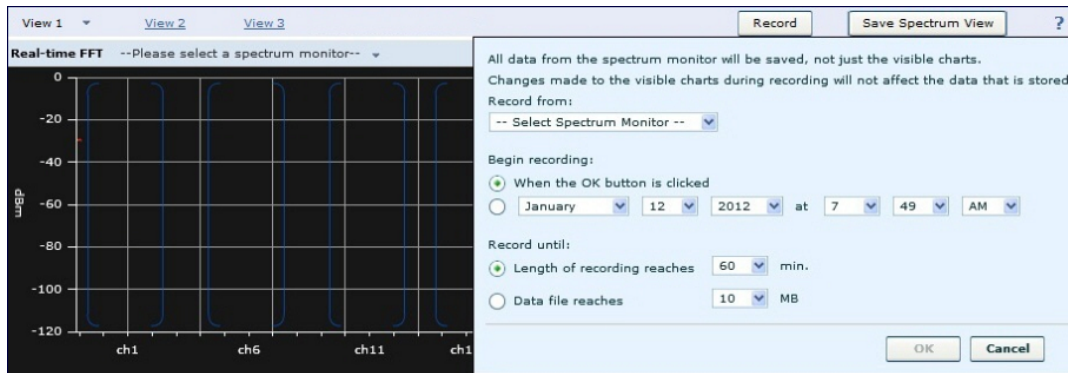 View 1 View 2 View 3 Record Save Spectrum View ?
Real-time FFT --Please select a spectrum monitor--
All data from the spectrum monitor will be saved, not just the visible charts.
Changes made to the visible charts during recording will not affect the data that is stored
Record from:
-- Select Spectrum Monitor --
Begin recording:
When the OK button is clicked
January 12 2012 at 7 49 AM
Record until:
Length of recording reaches 60 min.
Data file reaches 10 MB
OK Cancel
dBm
0
-20
-40
-60
-80
-100
-120
ch1 ch6 ch11 ch1